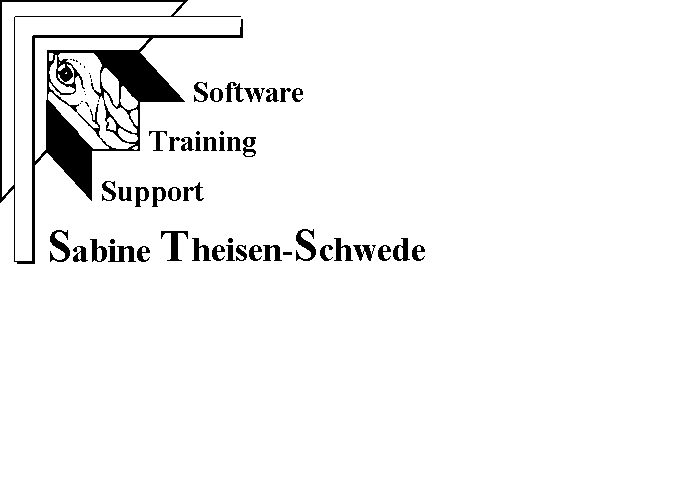 Software
Training
Support
Sabine Theisen-Schwede